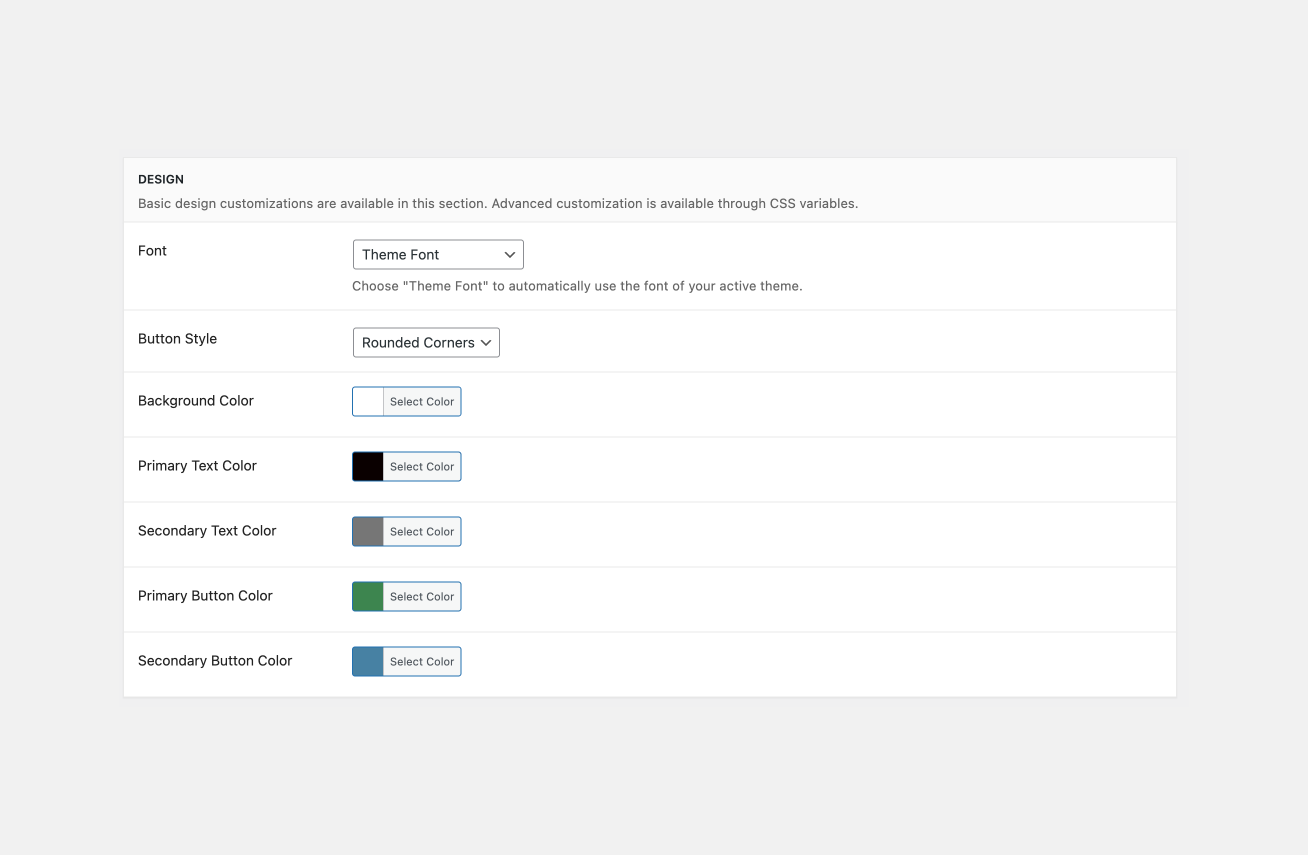 DESIGN
Basic design customizations are available in this section. Advanced customization is available through CSS variables.
Font
Theme Font
Choose "Theme Font" to automatically use the font of your active theme.
Button Style
Rounded Corners
Background Color
Select Color
Primary Text Color
Select Color
Secondary Text Color
Select Color
Primary Button Color
Select Color
Secondary Button Color
Select Color